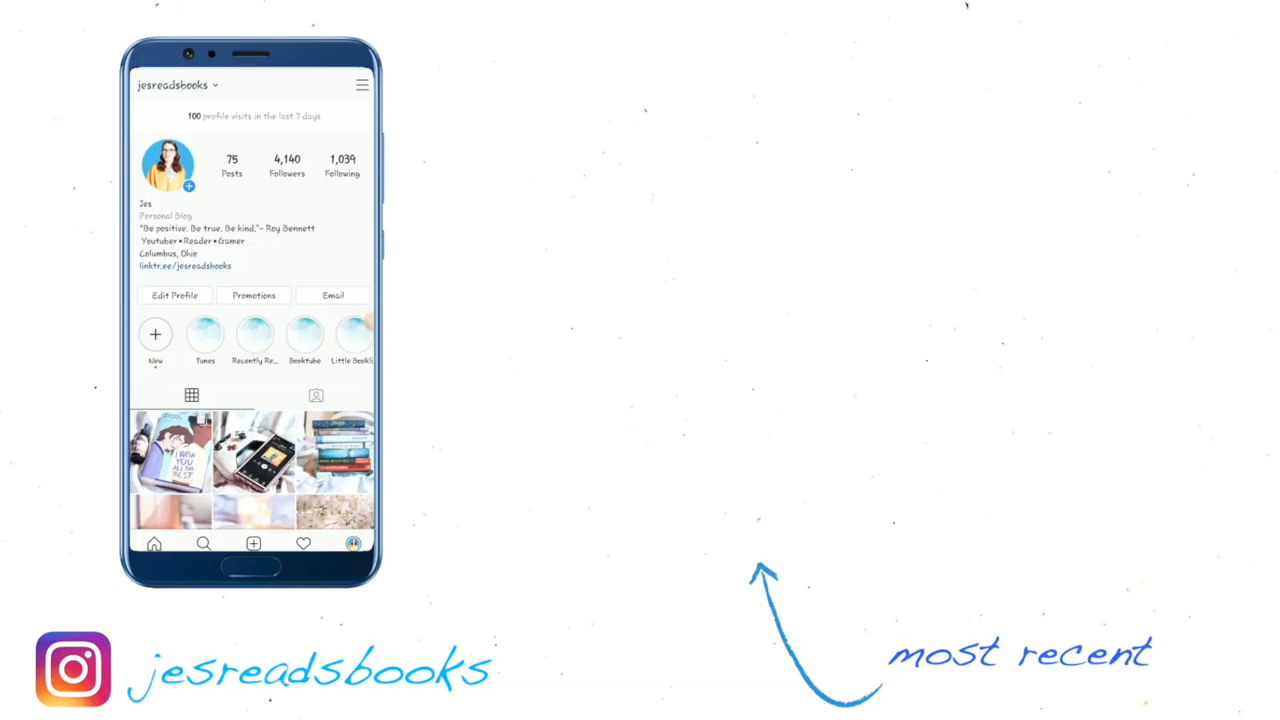 jesreadsbooks
100 profile visits in the last 7 days
75 4,140 1,039
Posts Followers Following
Jes
Personal Blog
"Be positive. Be true. Be kind."- Roy Bennett
Youtuber•Reader•Gamer
Columbus, Ohio
linktr.ee/jesreadsbooks
Edit Profile Promotions Email
New Tunes Recently Re... Booktube Little Bookli
I WISH
YOU
ALL THE
BEST
jesreadsbooks
most recent